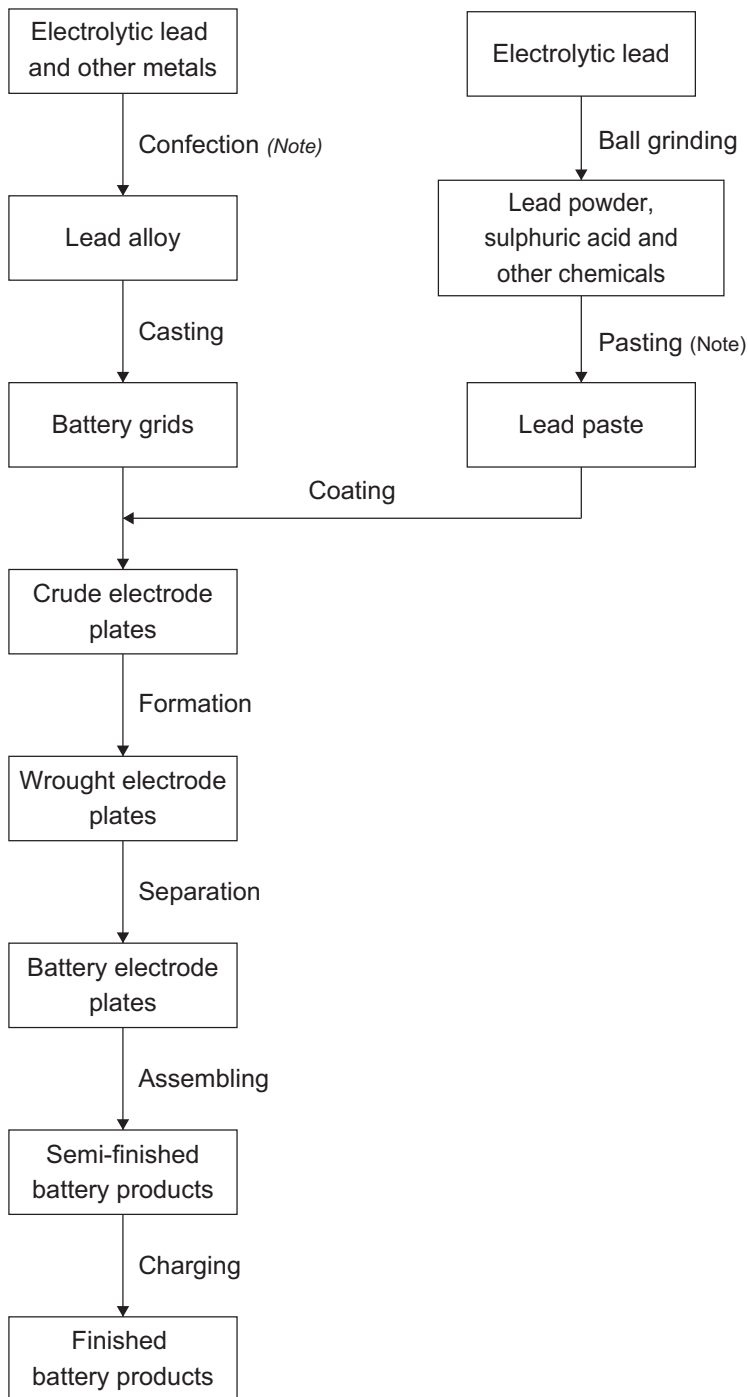 Electrolytic lead
and other metals
Electrolytic lead
Confection (Note)
Ball grinding
Lead alloy
Lead powder,
sulphuric acid and
other chemicals
Casting
Pasting (Note)
Battery grids
Lead paste
Coating
Crude electrode
plates
Formation
Wrought electrode
plates
Separation
Battery electrode
plates
Assembling
Semi-finished
battery products
Charging
Finished
battery products